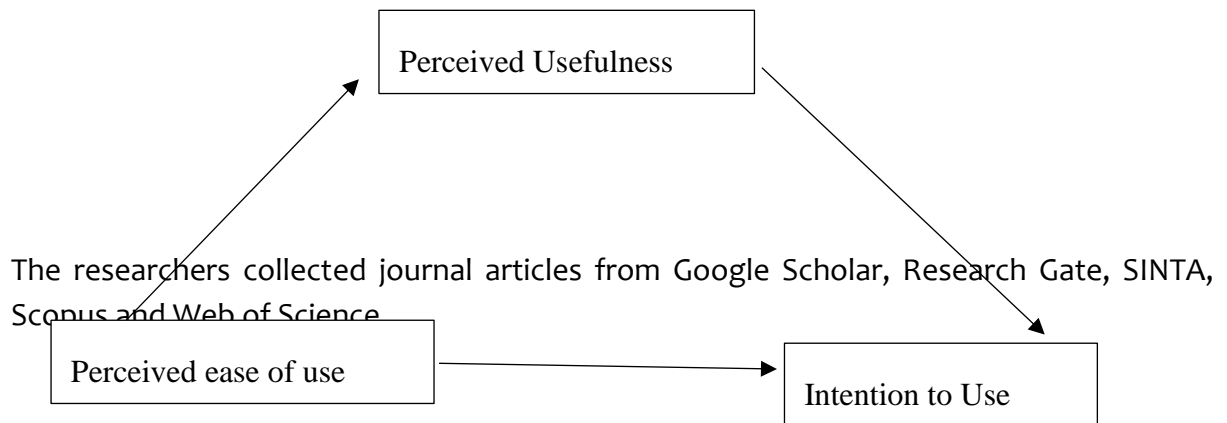 Perceived Usefulness
The researchers collected journal articles from Google Scholar, Research Gate, SINTA,
Scopus and Web of Science
Perceived ease of use
Intention to Use